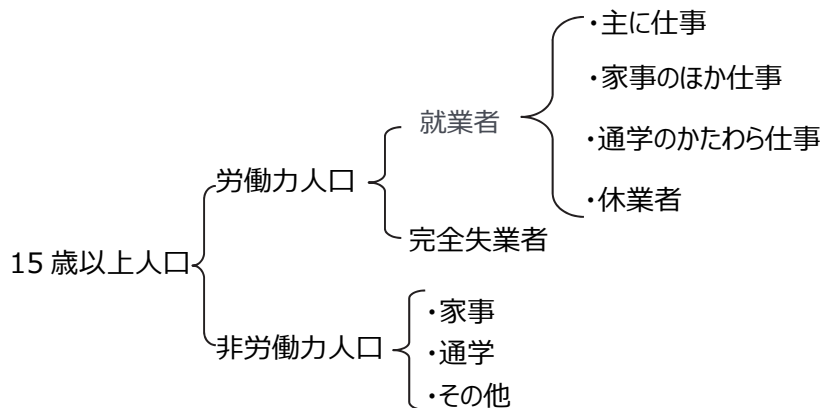 ・主に仕事
・家事のほか仕事
就業者
・通学のかたわら仕事
労働力人口
・休業者
完全失業者
15 歳以上人口
・家事
非労働力人口
・通学
・その他